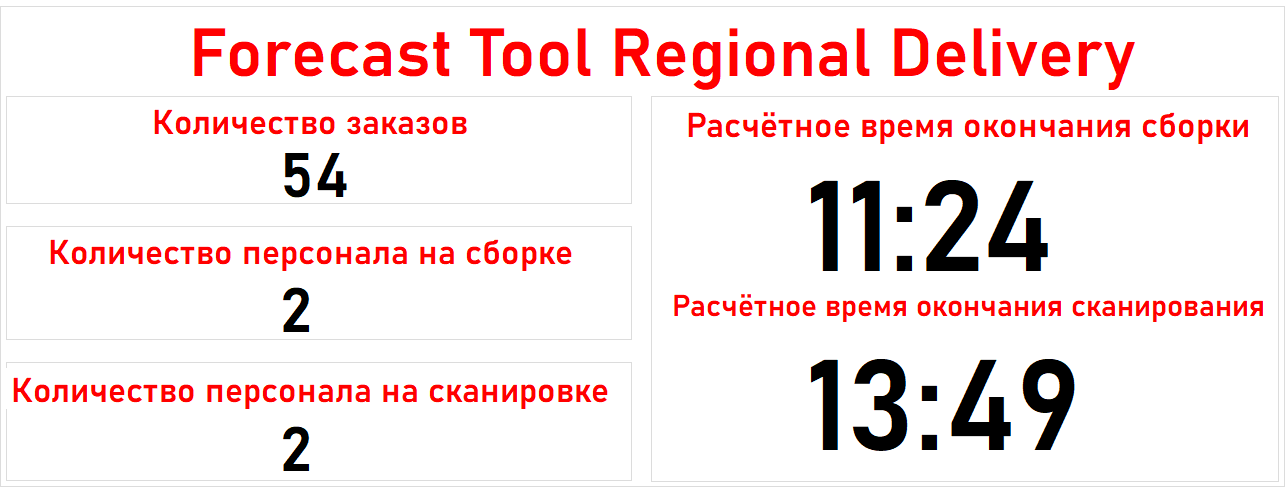 Forecast Tool Regional Delivery
Количество заказов
54
Количество персонала на сборке
2
Количество персонала на сканировке
2
Расчётное время окончания сборки
11:24
Расчётное время окончания сканирования
13:49